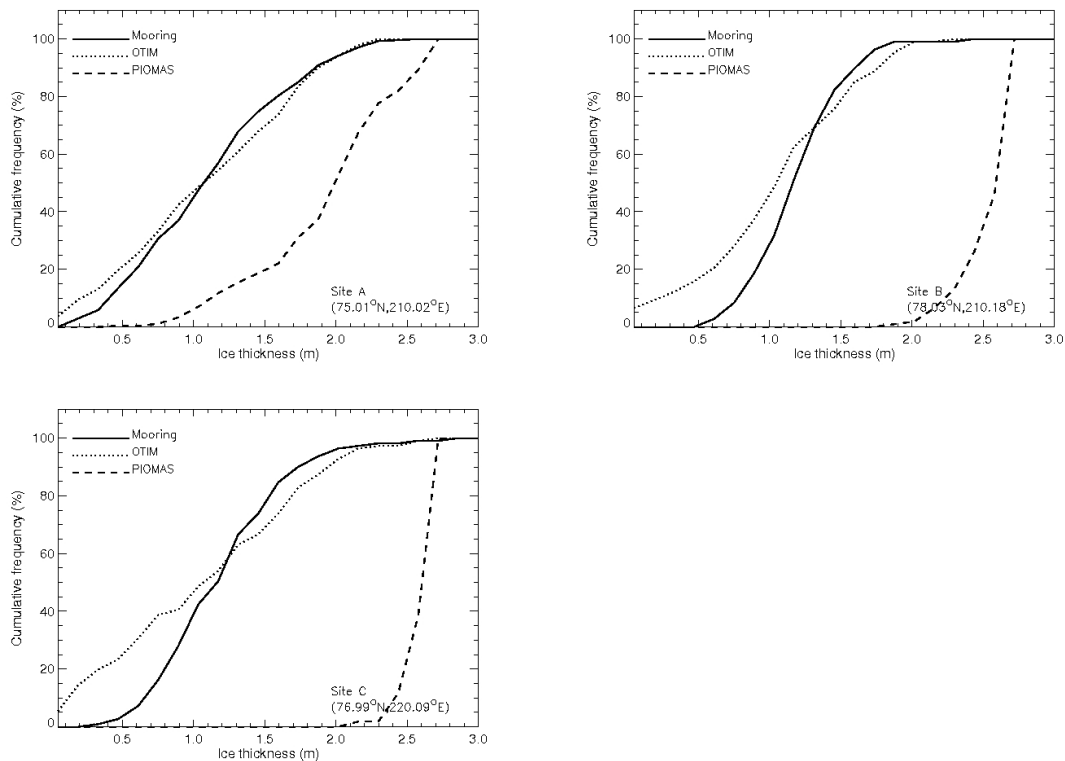 Mooring
OTIM
PIOMAS
100
80
60
40
20
0
Cumulative frequency (%)
Site A
(75.01°N,210.02°E)
0.5 1.0 1.5 2.0 2.5 3.0
Ice thickness (m)
Mooring
OTIM
PIOMAS
100
80
60
40
20
0
Cumulative frequency (%)
Site B
(78.03°N,210.18°E)
0.5 1.0 1.5 2.0 2.5 3.0
Ice thickness (m)
Mooring
OTIM
PIOMAS
100
80
60
40
20
0
Cumulative frequency (%)
Site C
(76.99°N,220.09°E)
0.5 1.0 1.5 2.0 2.5 3.0
Ice thickness (m)